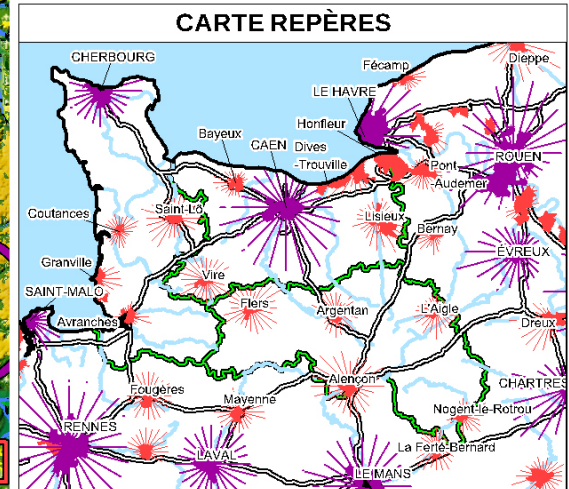 CARTE REPÈRES
CHERBOURG
Dieppe
Fécamp
LE HAVRE
Honfleur
Bayeux
CAEN
Dives
-Trouville
Pont
-Audemer
ROUEN
Coutances
Saint-Lô
Lisieux
Bernay
ÉVREUX
Granville
Vire
SAINT-MALO
Flers
Argentan
L'Aigle
Avranches
Dreux
Alençon
CHARTRES
Fougères
Mayenne
Nogent-le-Rotrou
RENNES
La Ferté-Bernard
LAVAL
LE MANS